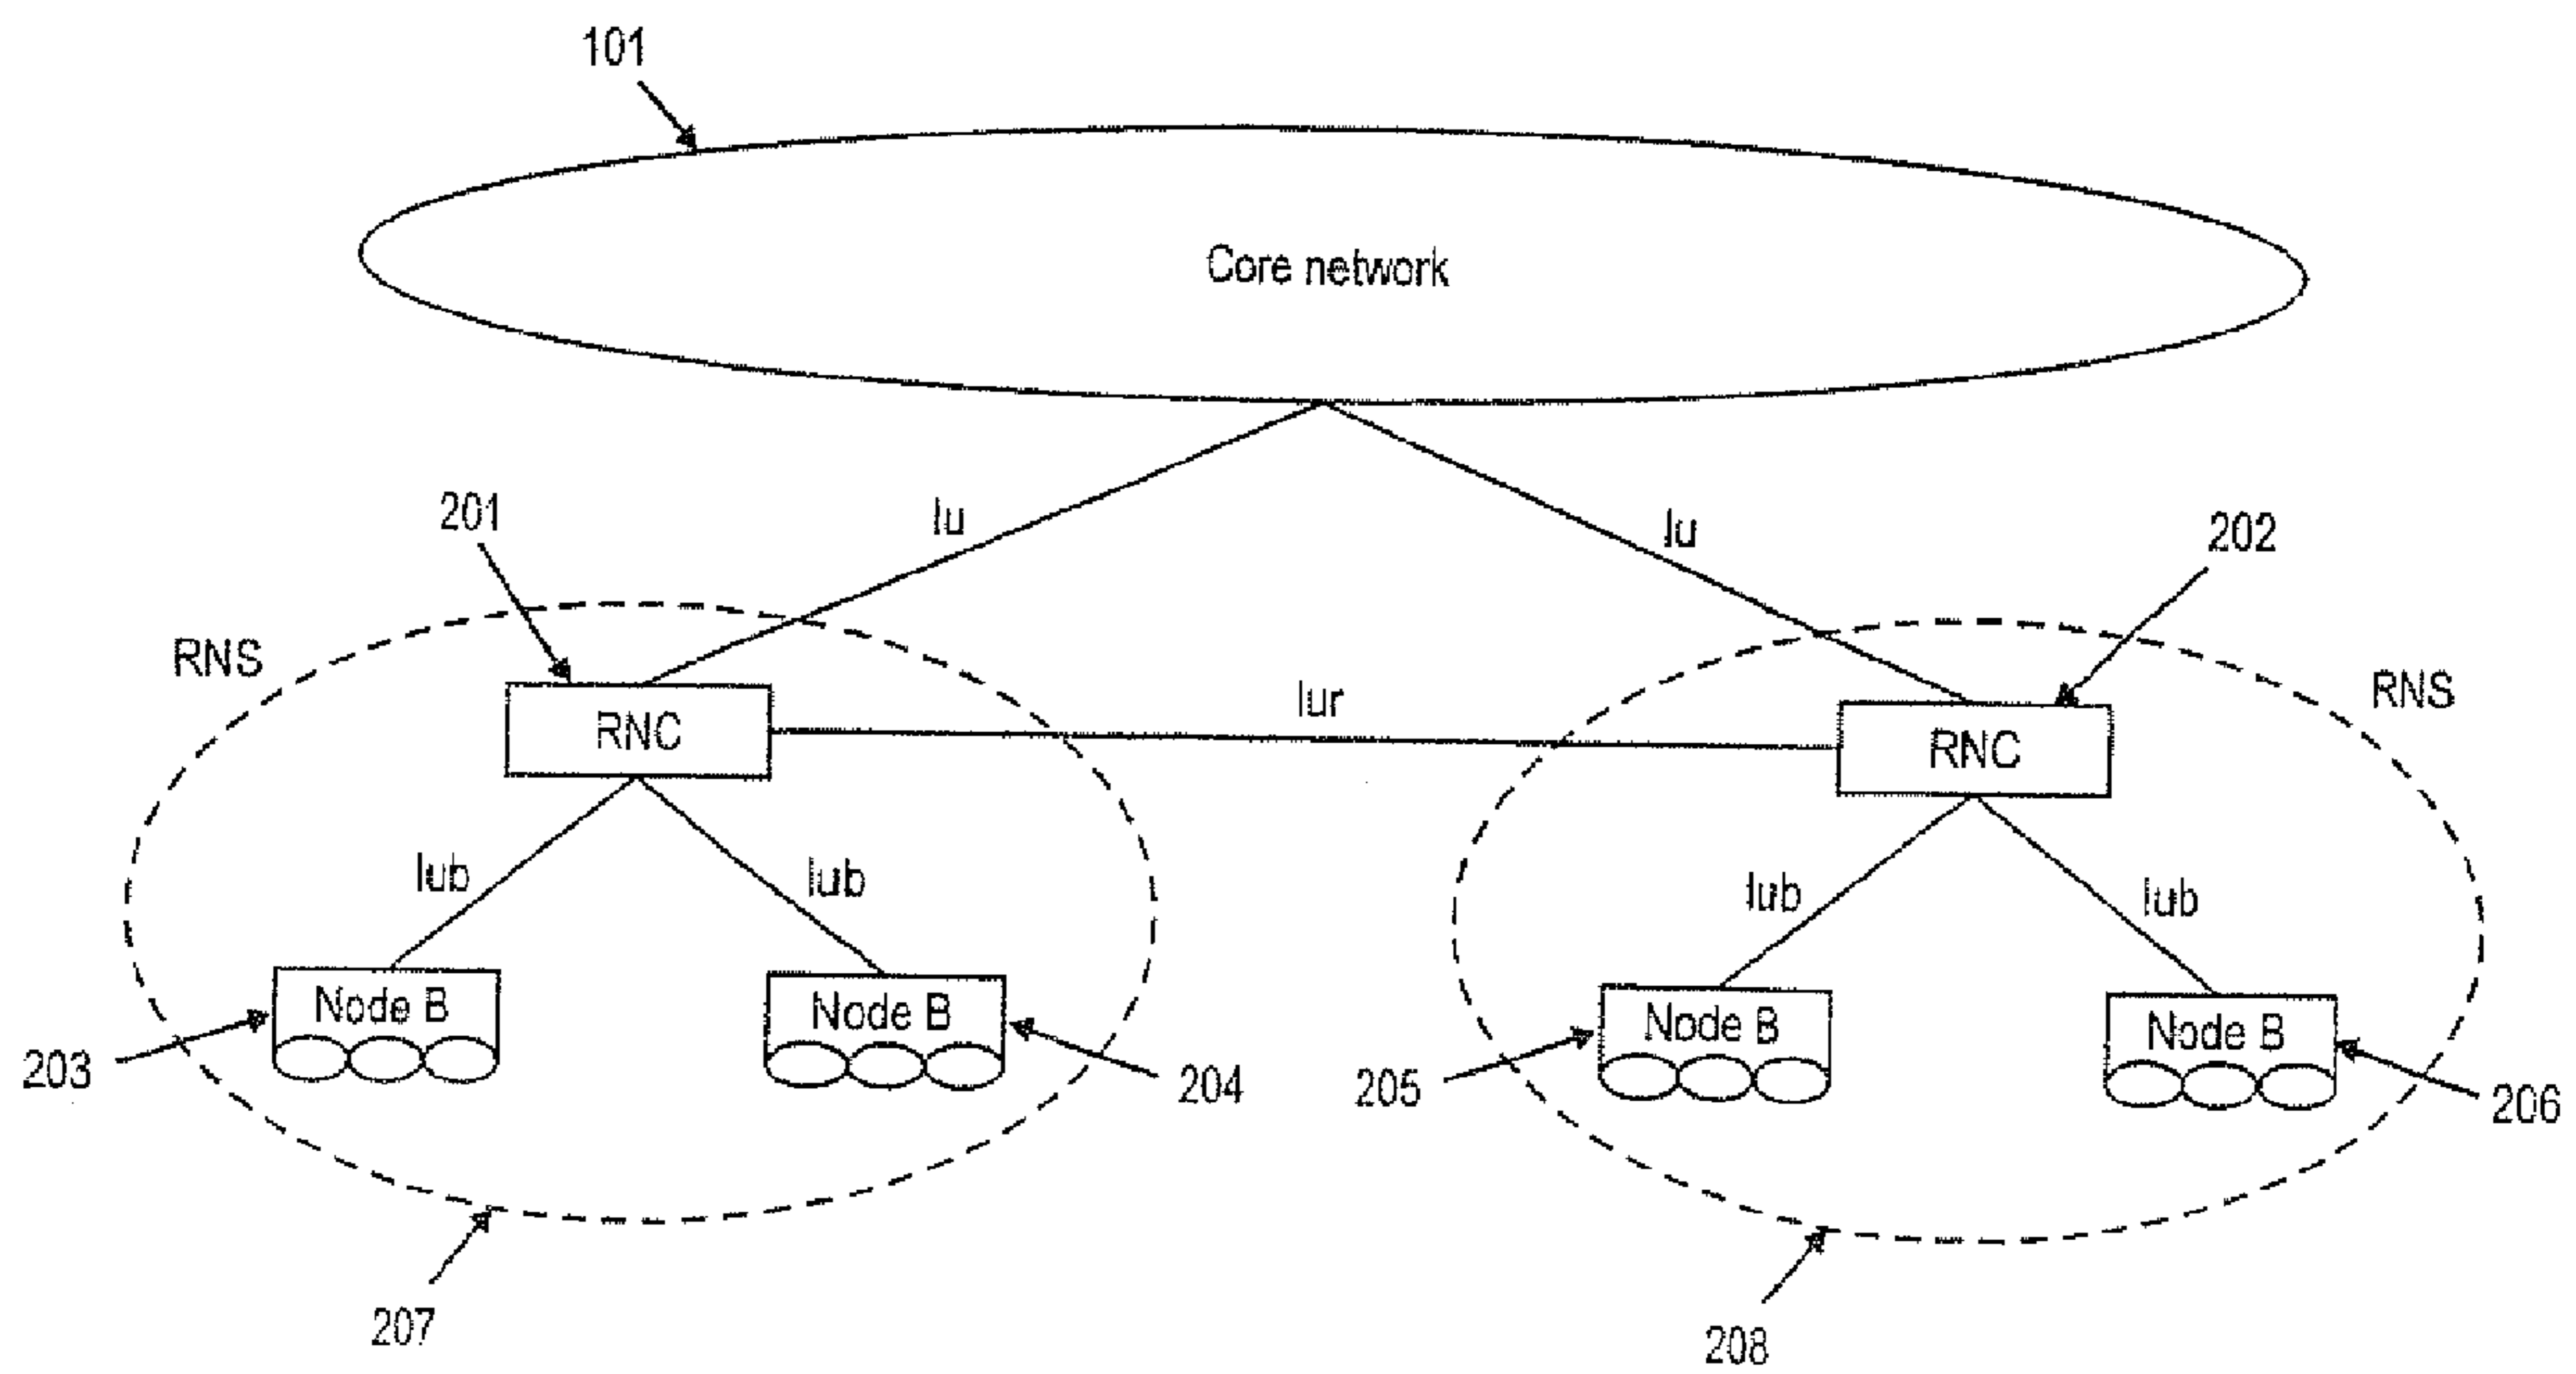 101
Core network
201
Iu
Iu
202
RNS
RNS
RNC
Iur
RNC
Iub
Iub
Iub
Iub
Node B
Node B
Node B
Node B
203
204
205
206
207
208